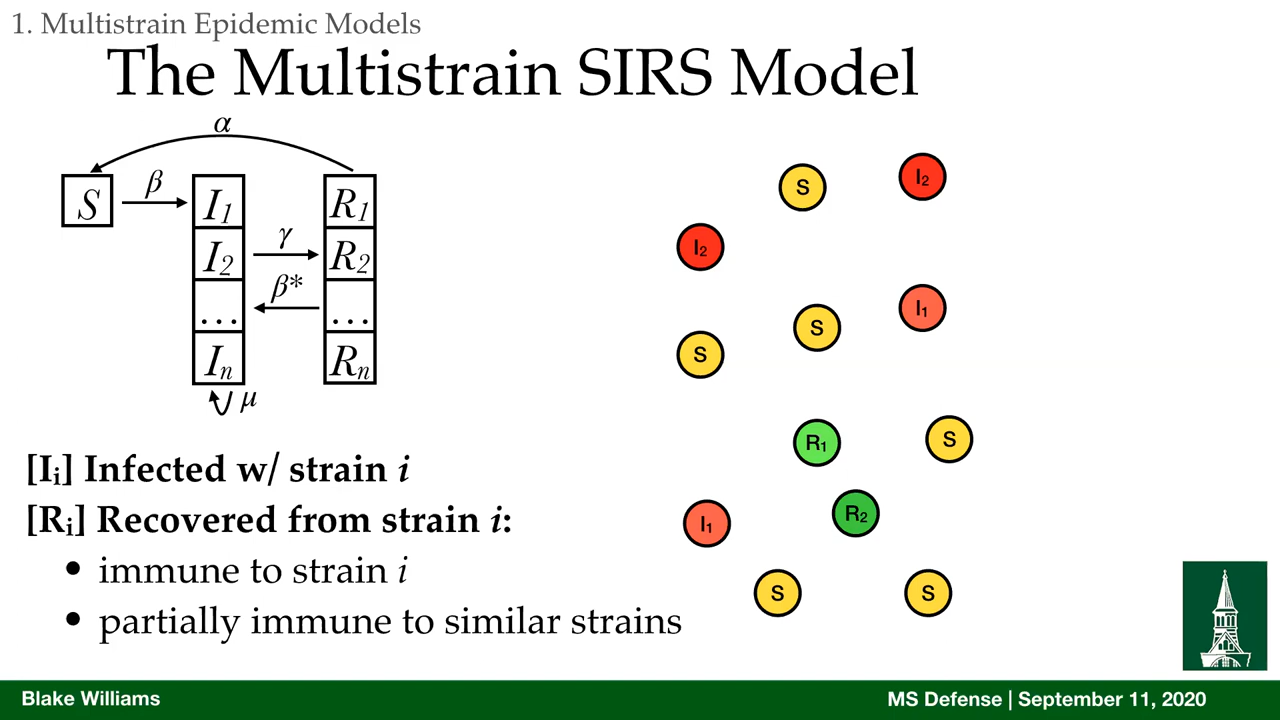 1. Multistrain Epidemic Models
The Multistrain SIRS Model
α
S
β
I1
R1
I2
γ
R2
β*
...
...
In
Rn
μ
[Ii] Infected w/ strain i
[Ri] Recovered from strain i:
• immune to strain i
• partially immune to similar strains
S
I2
I2
I1
S
S
R1
S
R2
I1
S
S
Blake Williams
MS Defense | September 11, 2020